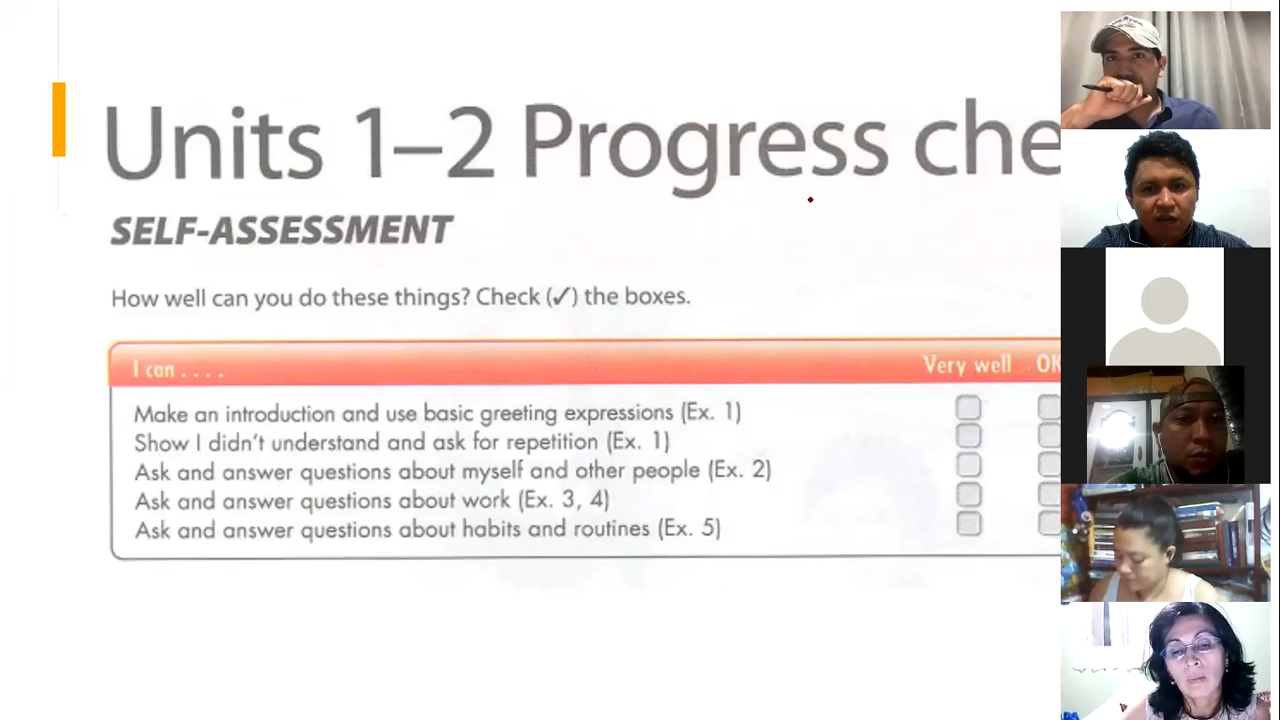 Units 1–2 Progress che
SELF-ASSESSMENT
How well can you do these things? Check (✓) the boxes.
I can . . . . Very well OK
Make an introduction and use basic greeting expressions (Ex. 1)
Show I didn't understand and ask for repetition (Ex. 1)
Ask and answer questions about myself and other people (Ex. 2)
Ask and answer questions about work (Ex. 3, 4)
Ask and answer questions about habits and routines (Ex. 5)